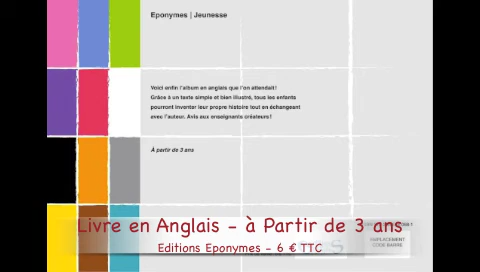 Eponymes | Jeunesse
Voici enfin l'album en anglais que l'on attendait !
Grâce à un texte simple et bien illustré, tous les enfants
pourront inventer leur propre histoire tout en échangeant
avec l'auteur. Avis aux enseignants créateurs !
À partir de 3 ans
Livre en Anglais - à Partir de 3 ans
EMPLACEMENT
Editions Eponymes - 6 € TTC
CODE BARRE